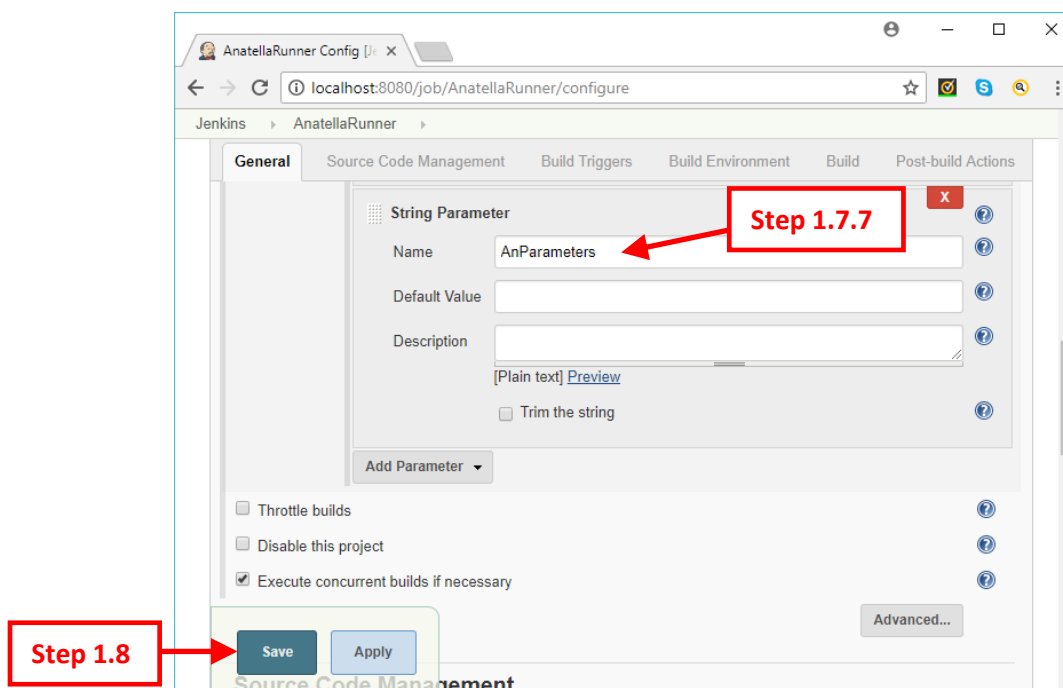 AnatellaRunner Config [Je
localhost:8080/job/AnatellaRunner/configure
Jenkins AnatellaRunner
General Source Code Management Build Triggers Build Environment Build Post-build Actions
String Parameter
X
Step 1.7.7
Name AnParameters
Default Value
Description
[Plain text] Preview
Trim the string
Add Parameter
Throttle builds
Disable this project
Execute concurrent builds if necessary
Advanced...
Step 1.8
Save Apply
Source Code Management